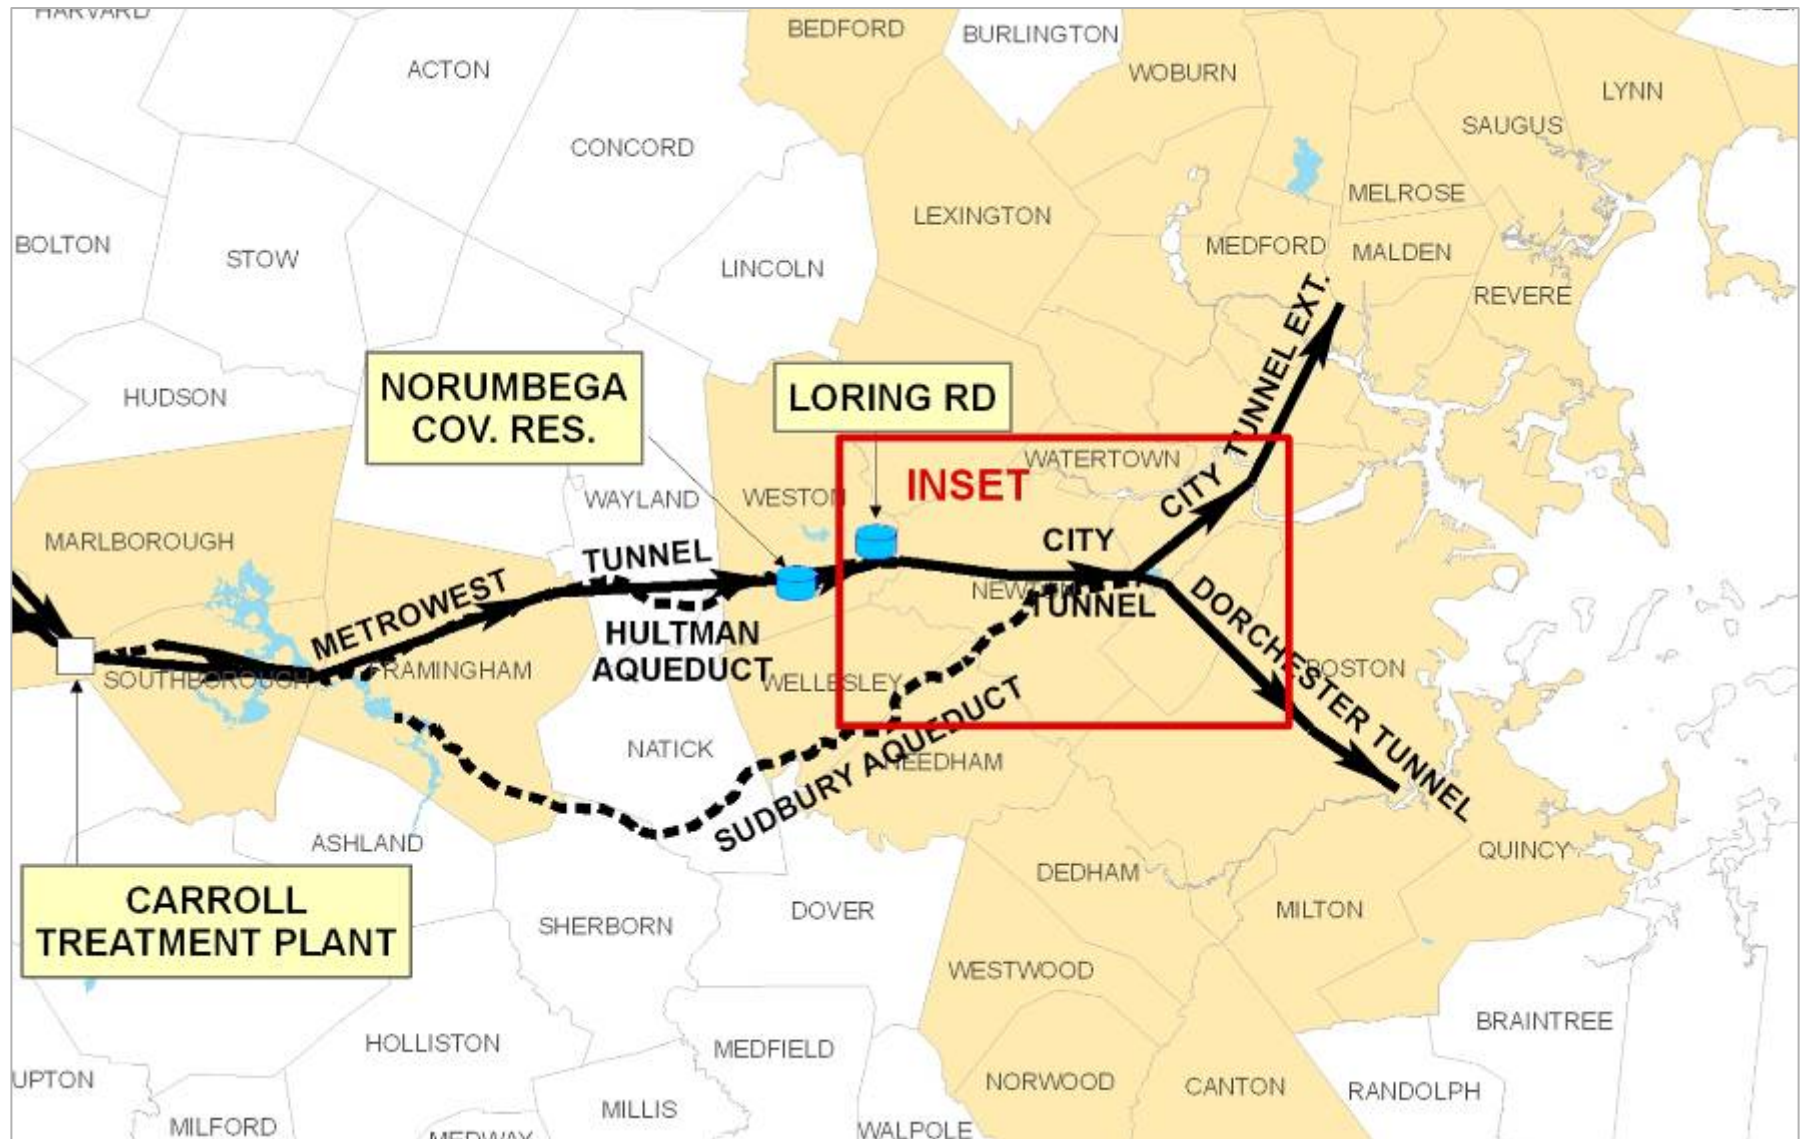 HARVARD
ACTON
BEDFORD
BURLINGTON
WOBURN
LYNN
SAUGUS
CONCORD
MELROSE
LEXINGTON
BOLTON
STOW
LINCOLN
MEDFORD
MALDEN
REVERE
HUDSON
NORUMBEGA
COV. RES.
LORING RD
CITY TUNNEL EXT.
WATERTOWN
INSET
WAYLAND
WESTON
MARLBOROUGH
METROWEST
TUNNEL
CITY
TUNNEL
NEWTON
HULTMAN
AQUEDUCT
DORCHESTER TUNNEL
BOSTON
SOUTHBOROUGH
FRAMINGHAM
WELLESLEY
SUDBURY AQUEDUCT
NATICK
NEEDHAM
ASHLAND
QUINCY
DEDHAM
CARROLL
TREATMENT PLANT
SHERBORN
DOVER
MILTON
WESTWOOD
BRAINTREE
HOLLISTON
MEDFIELD
UPTON
NORWOOD
CANTON
RANDOLPH
MILFORD
MILLIS
MEDWAY
WALPOLE